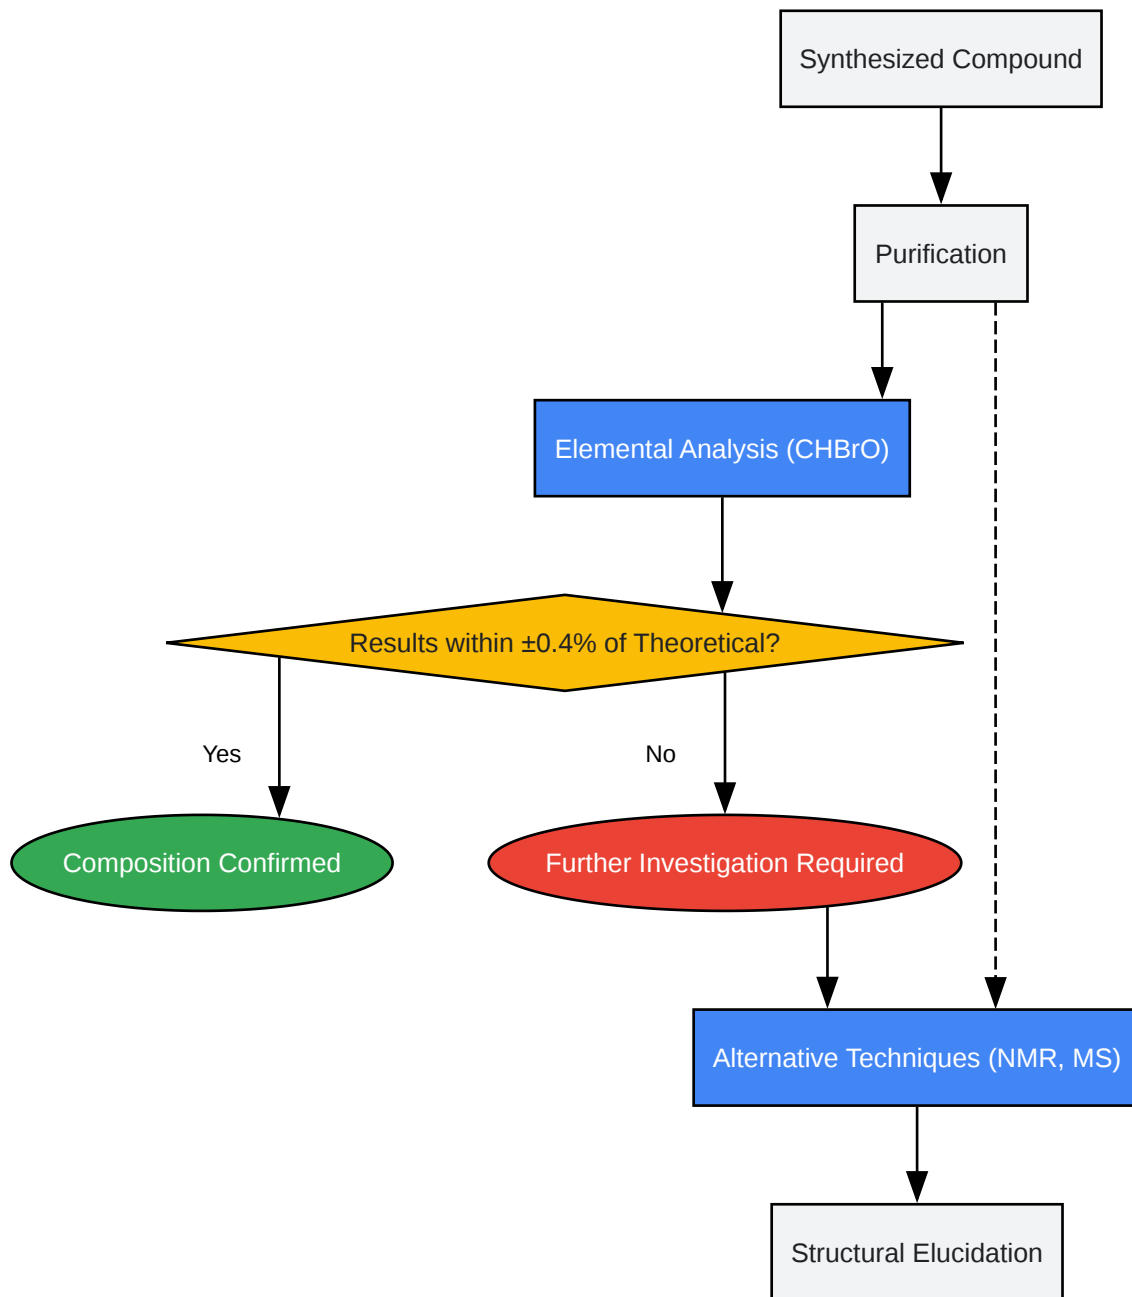 Synthesized Compound
Purification
Elemental Analysis (CHBrO)
Results within ±0.4% of Theoretical?
Yes
No
Composition Confirmed
Further Investigation Required
Alternative Techniques (NMR, MS)
Structural Elucidation